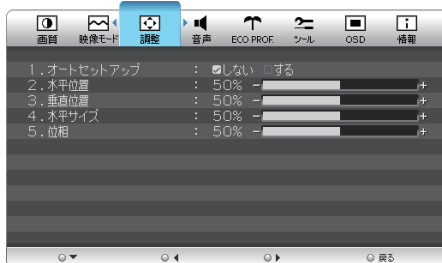 画質 映像モード 調整 音声 ECO PROF. ツール OSD 情報
1.オートセットアップ : しない する
2.水平位置 : 50% - +
3.垂直位置 : 50% - +
4.水平サイズ : 50% - +
5.位相 : 50% - +
戻る